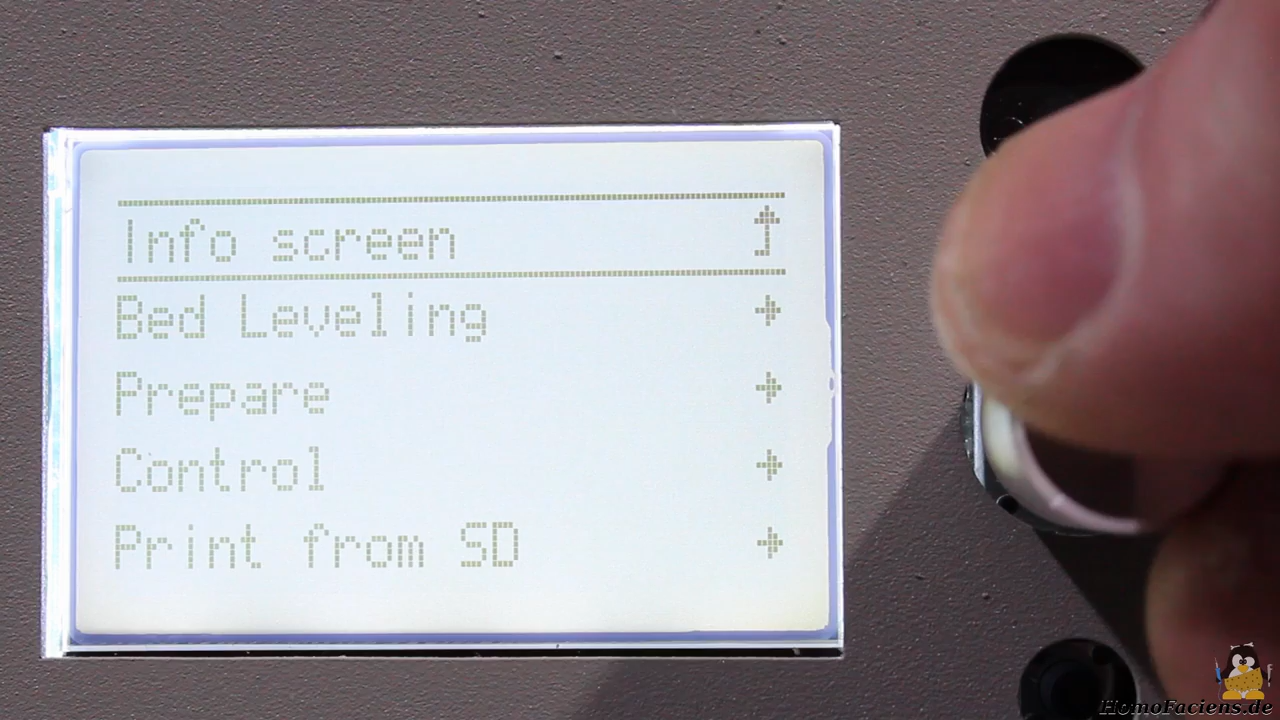 Info screen
Bed Leveling
Prepare
Control
Print from SD
HomoFaciens.de